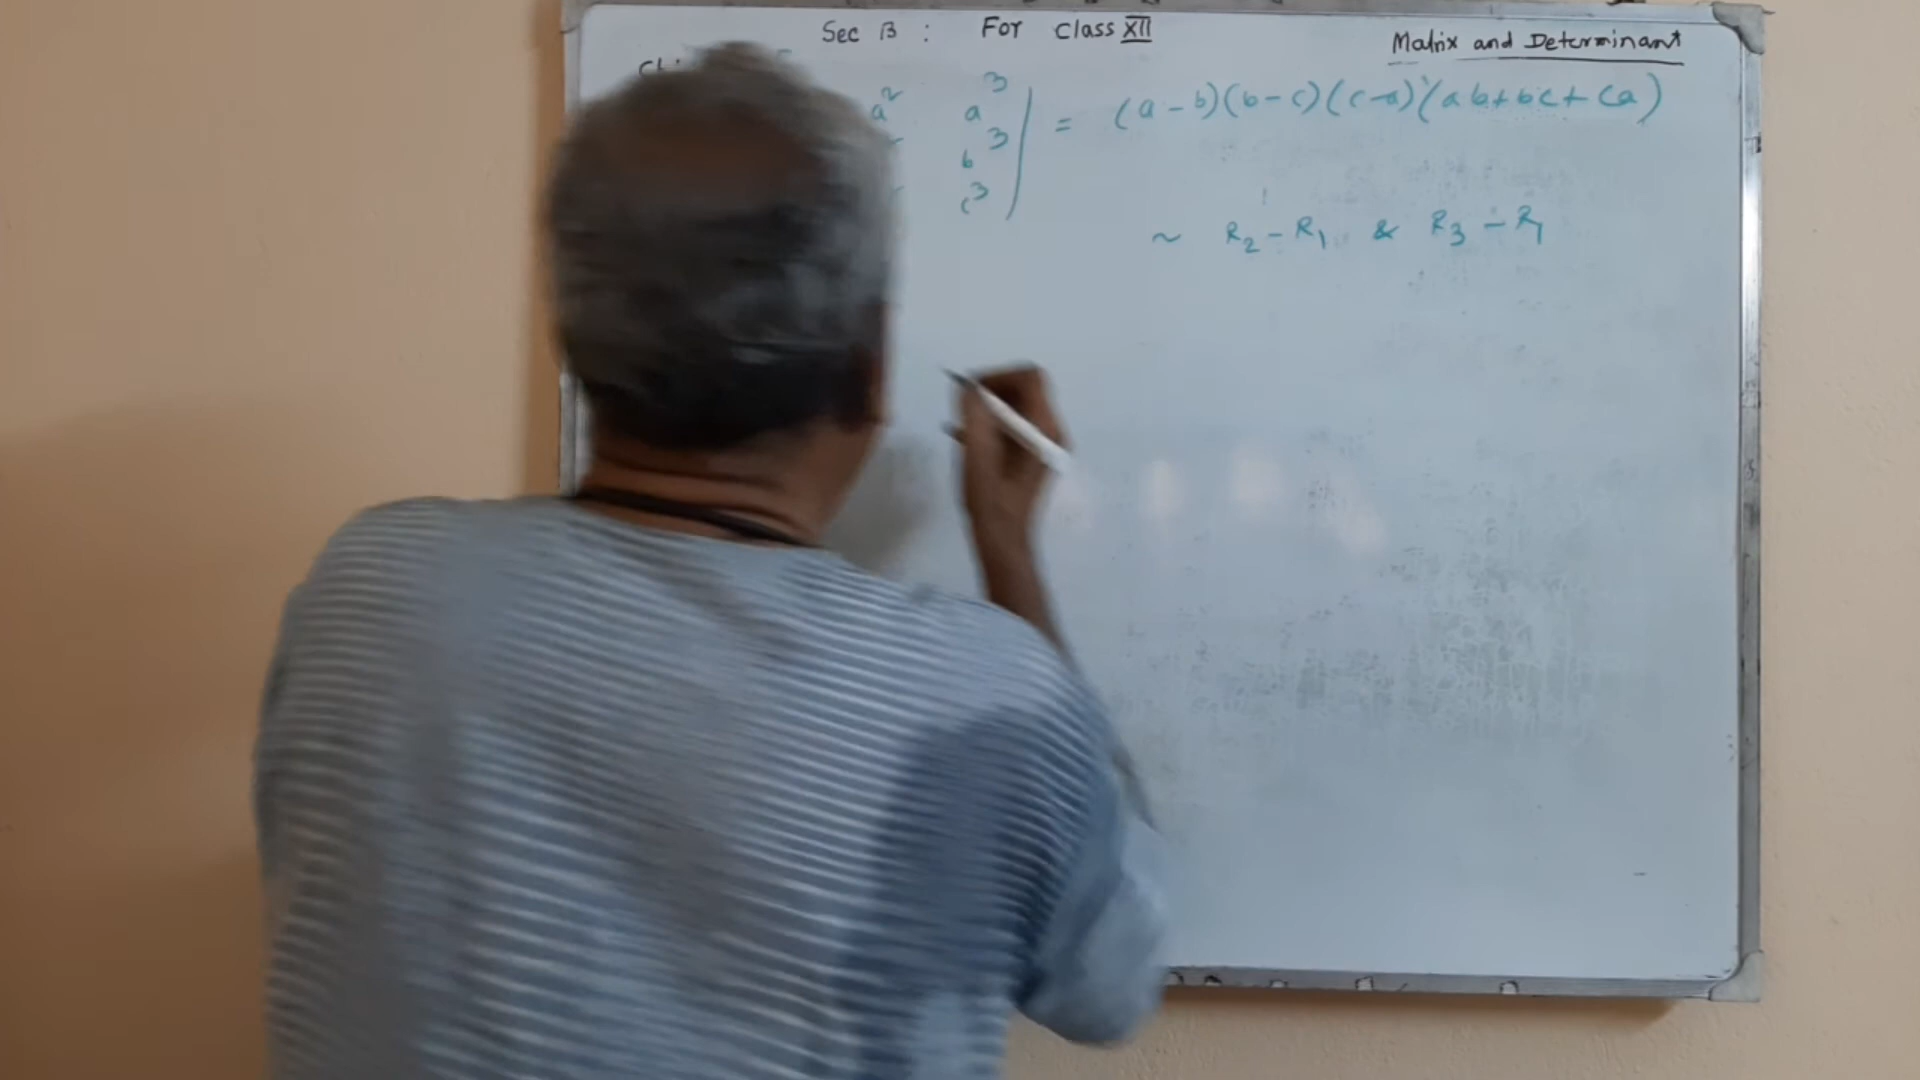 Sec B : For Class XII
Matrix and Determinant
a² a³ | = (a - b)(b - c)(c - a)(ab + bc + ca)
b³
c³
~ R₂ - R₁ & R₃ - R₁